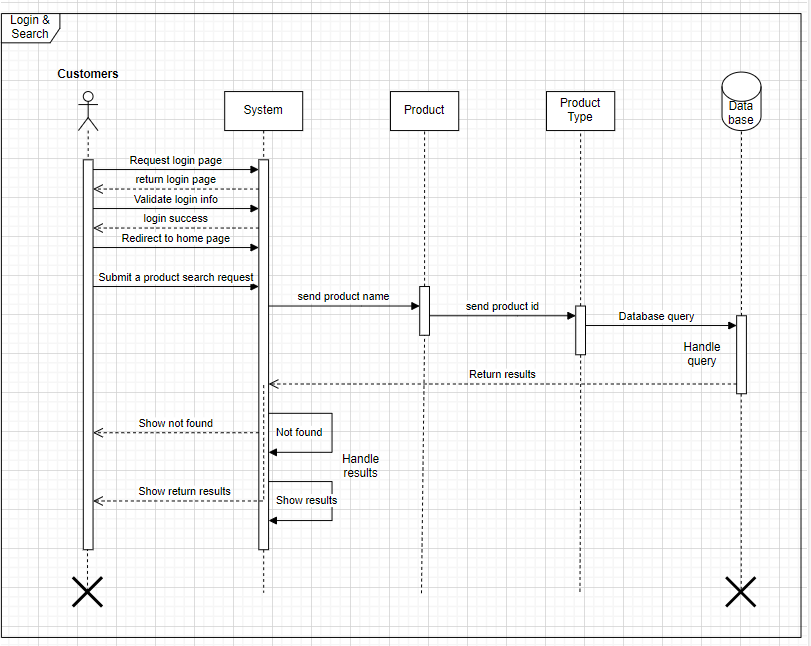 Login &
Search
Customers
System
Product
Product
Type
Data
base
Request login page
return login page
Validate login info
login success
Redirect to home page
Submit a product search request
send product name
send product id
Database query
Handle
query
Return results
Show not found
Not found
Handle
results
Show return results
Show results